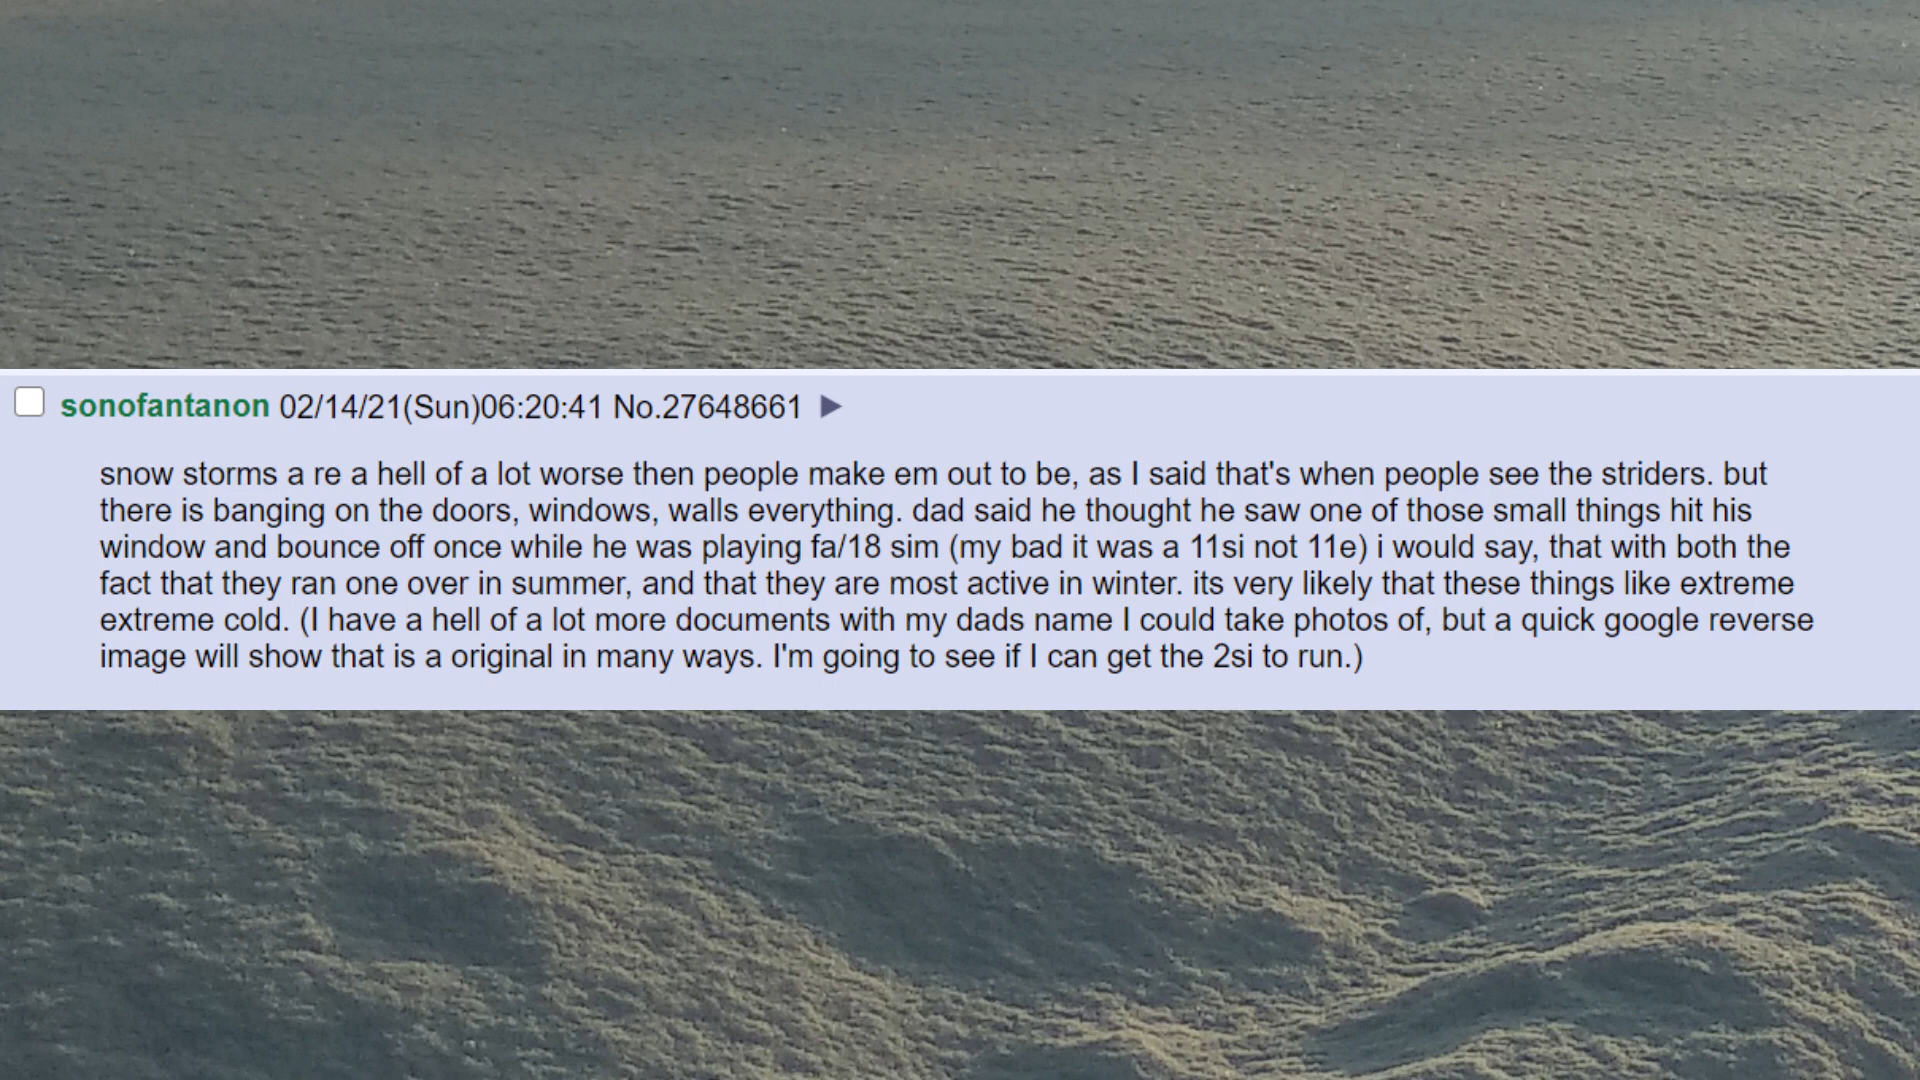 sonofantanon 02/14/21(Sun)06:20:41 No.27648661 ▶
snow storms a re a hell of a lot worse then people make em out to be, as I said that's when people see the striders. but
there is banging on the doors, windows, walls everything. dad said he thought he saw one of those small things hit his
window and bounce off once while he was playing fa/18 sim (my bad it was a 11si not 11e) i would say, that with both the
fact that they ran one over in summer, and that they are most active in winter. its very likely that these things like extreme
extreme cold. (I have a hell of a lot more documents with my dads name I could take photos of, but a quick google reverse
image will show that is a original in many ways. I'm going to see if I can get the 2si to run.)